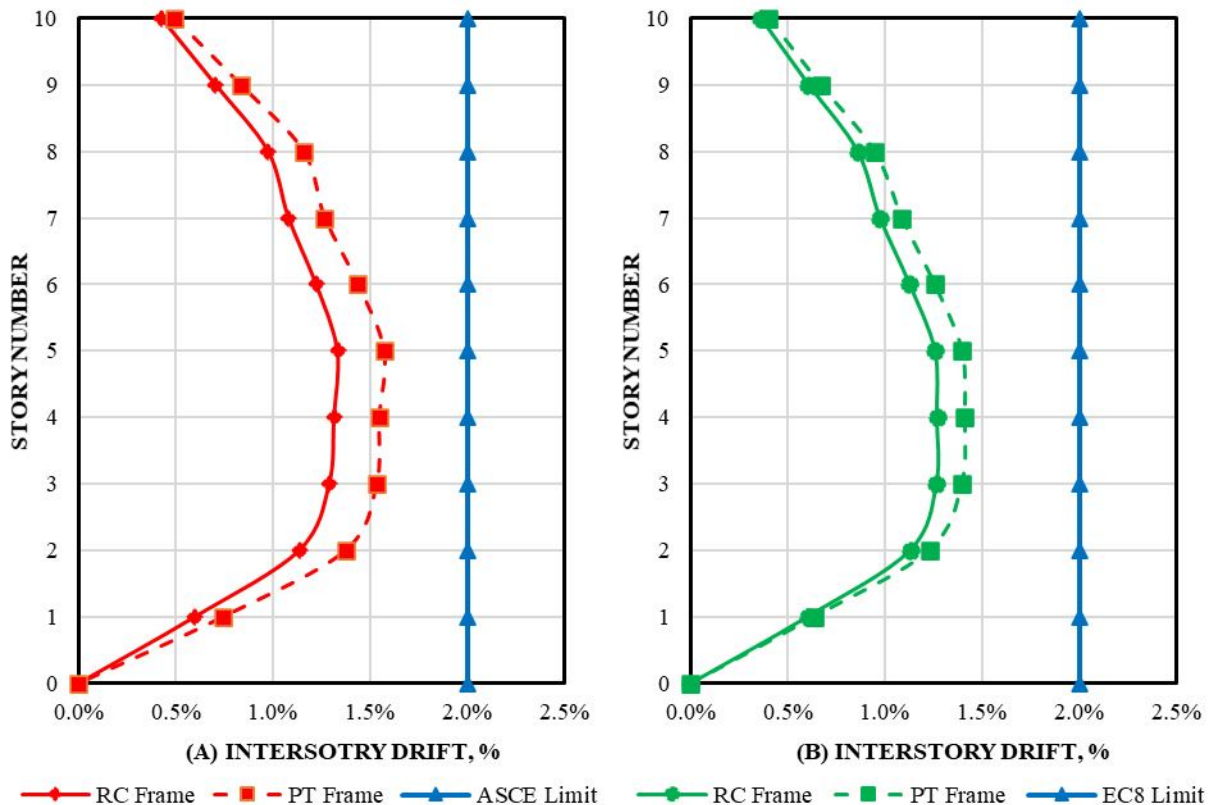 STORY NUMBER
10
9
8
7
6
5
4
3
2
1
0
0.0% 0.5% 1.0% 1.5% 2.0% 2.5%
(A) INTERSOTRY DRIFT, %
RC Frame PT Frame ASCE Limit
STORY NUMBER
10
9
8
7
6
5
4
3
2
1
0
0.0% 0.5% 1.0% 1.5% 2.0% 2.5%
(B) INTERSTORY DRIFT, %
RC Frame PT Frame EC8 Limit